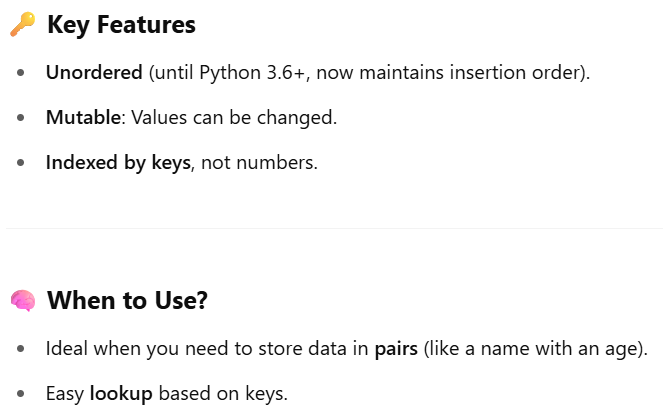 🔑 Key Features
• Unordered (until Python 3.6+, now maintains insertion order).
• Mutable: Values can be changed.
• Indexed by keys, not numbers.
🧠 When to Use?
• Ideal when you need to store data in pairs (like a name with an age).
• Easy lookup based on keys.